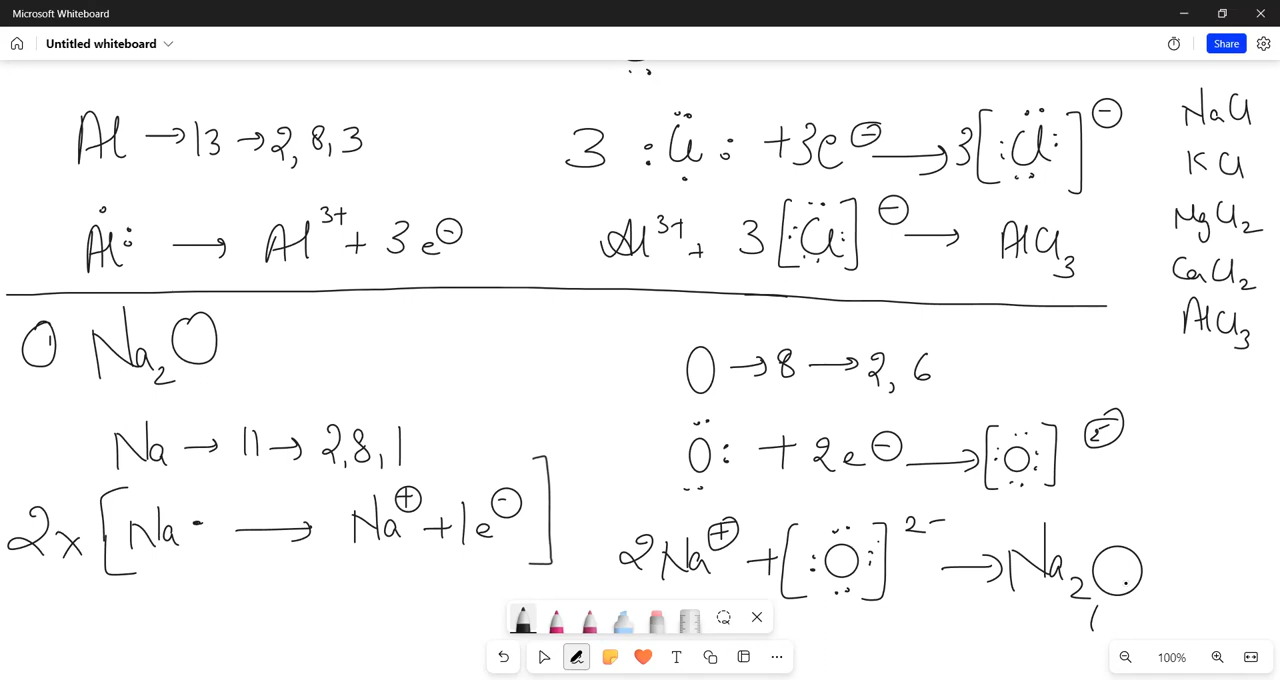 Microsoft Whiteboard
Untitled whiteboard
Share
Al → 13 → 2, 8, 3
Al → Al³⁺ + 3e⊖
3 :Cl: + 3e⊖ → 3[:Cl:]⊖
Al³⁺ + 3[:Cl:]⊖ → AlCl₃
NaCl
KCl
MgCl₂
CaCl₂
AlCl₃
Na₂O
Na → 11 → 2,8,1
2x [Na· → Na⊕ + 1e⊖]
O → 8 → 2, 6
:O: + 2e⊖ → [:O:]²⁻
2Na⊕ + [:O:]²⁻ → Na₂O
100%